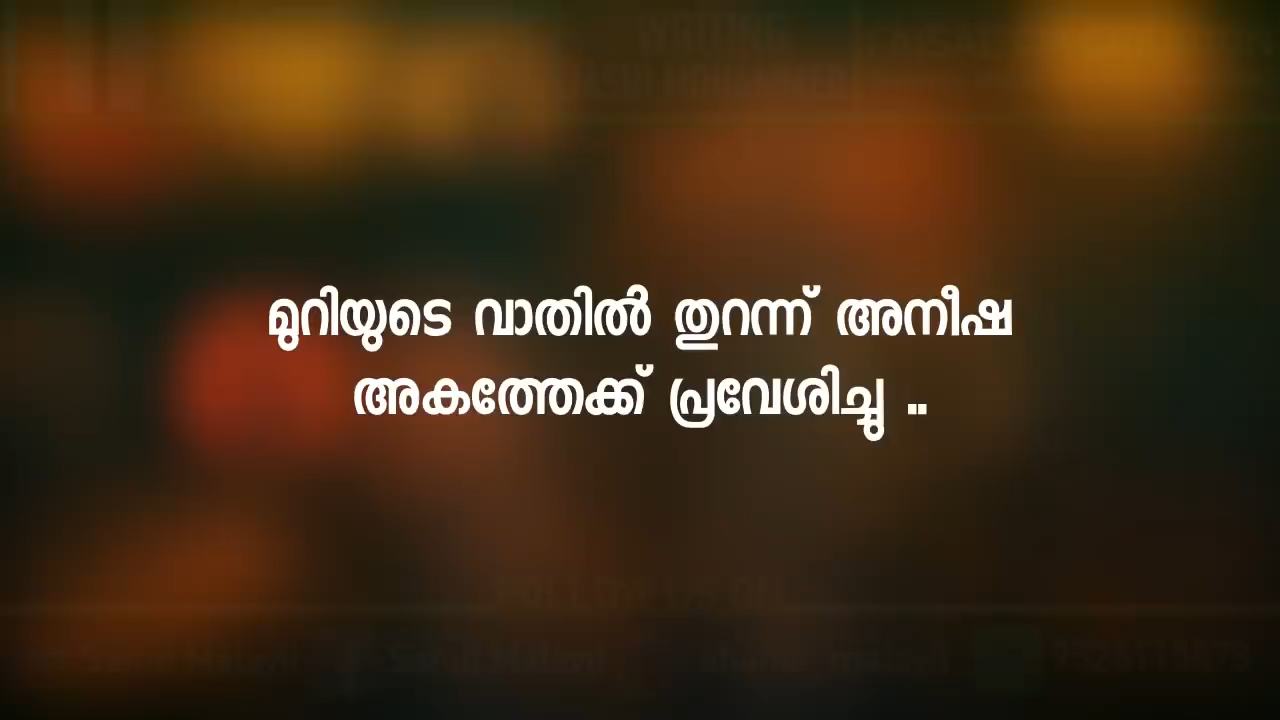 മുറിയുടെ വാതിൽ തുറന്ന് അനീഷ
അകത്തേക്ക് പ്രവേശിച്ചു ..